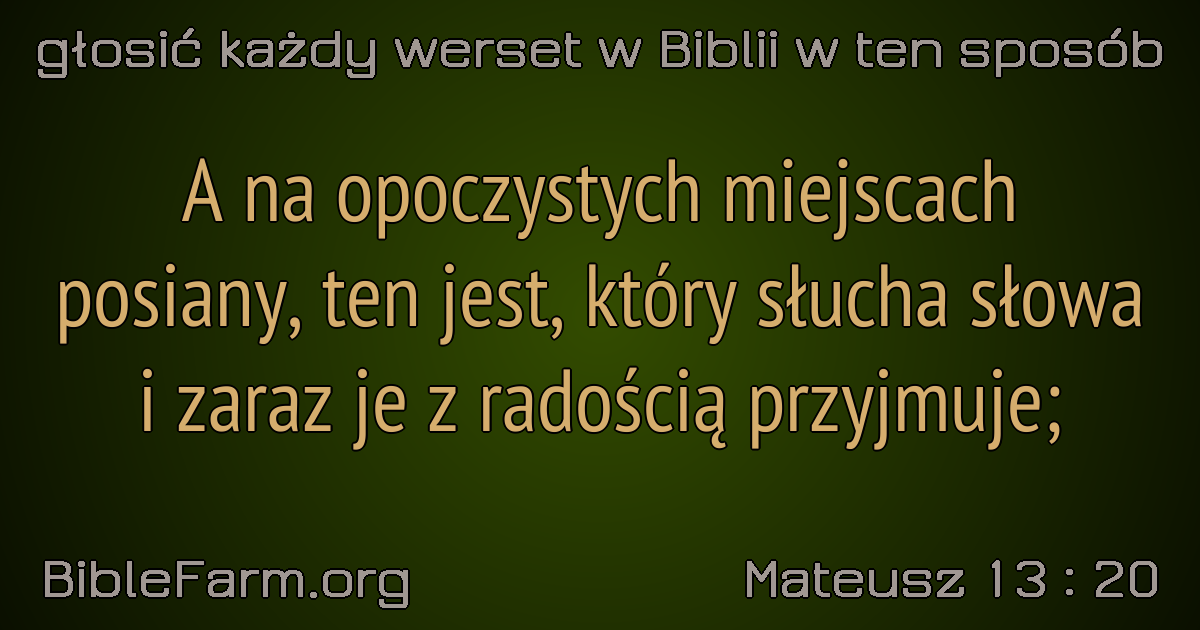 głosić każdy werset w Biblii w ten sposób
A na opoczystych miejscach
posiany, ten jest, który słucha słowa
i zaraz je z radością przyjmuje;
BibleFarm.org
Mateusz 13 : 20